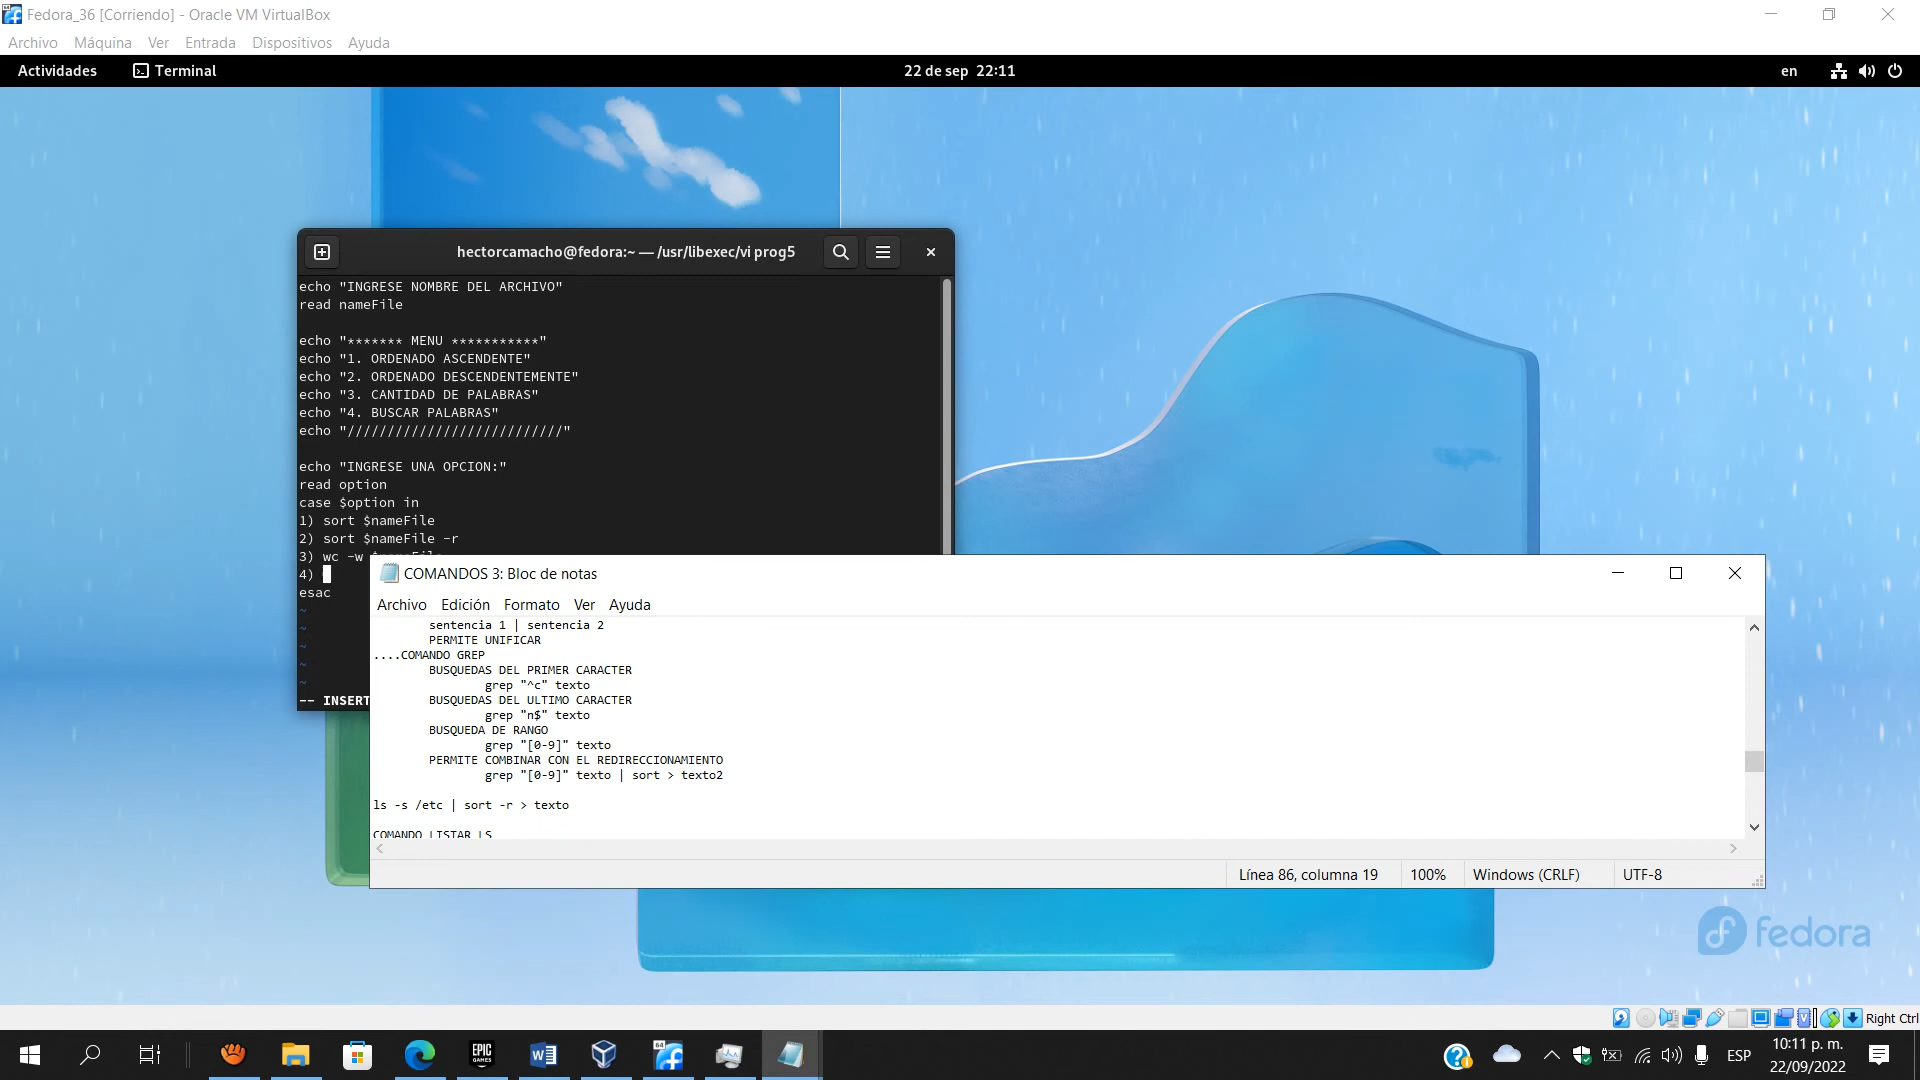 Fedora_36 [Corriendo] - Oracle VM VirtualBox
Archivo Máquina Ver Entrada Dispositivos Ayuda
Actividades Terminal 22 de sep 22:11 en
hectorcamacho@fedora:~ — /usr/libexec/vi prog5
echo "INGRESE NOMBRE DEL ARCHIVO"
read nameFile
echo "******* MENU ***********"
echo "1. ORDENADO ASCENDENTE"
echo "2. ORDENADO DESCENDENTEMENTE"
echo "3. CANTIDAD DE PALABRAS"
echo "4. BUSCAR PALABRAS"
echo "///////////////////////////"
echo "INGRESE UNA OPCION:"
read option
case $option in
1) sort $nameFile
2) sort $nameFile -r
3) wc -w $nameFile
4)
esac
~
~
~
~
~
-- INSERT
COMANDOS 3: Bloc de notas
Archivo Edición Formato Ver Ayuda
sentencia 1 | sentencia 2
PERMITE UNIFICAR
....COMANDO GREP
BUSQUEDAS DEL PRIMER CARACTER
grep "^c" texto
BUSQUEDAS DEL ULTIMO CARACTER
grep "n$" texto
BUSQUEDA DE RANGO
grep "[0-9]" texto
PERMITE COMBINAR CON EL REDIRECCIONAMIENTO
grep "[0-9]" texto | sort > texto2
ls -s /etc | sort -r > texto
COMANDO LISTAR LS
Línea 86, columna 19 100% Windows (CRLF) UTF-8
fedora
Right Ctrl
EPIC GAMES
64
ESP
10:11 p. m.
22/09/2022